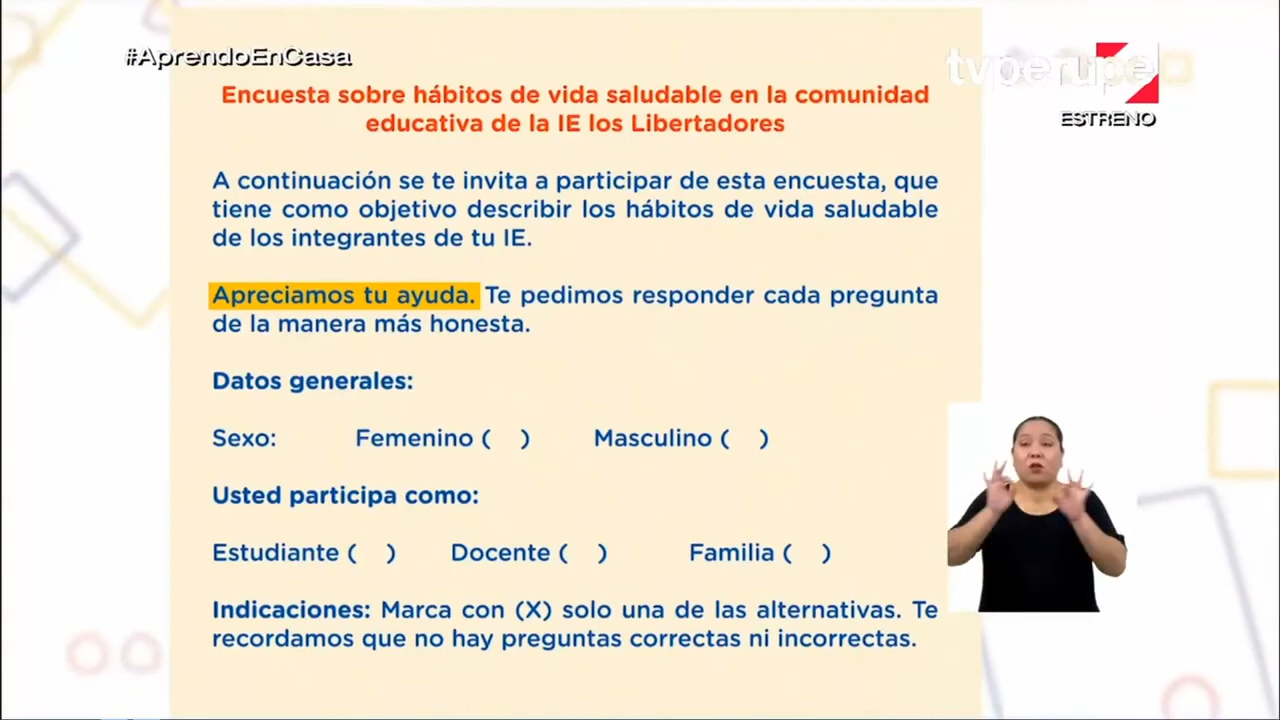 #AprendoEnCasa
tvperu.pe
ESTRENO
Encuesta sobre hábitos de vida saludable en la comunidad
educativa de la IE los Libertadores
A continuación se te invita a participar de esta encuesta, que
tiene como objetivo describir los hábitos de vida saludable
de los integrantes de tu IE.
Apreciamos tu ayuda. Te pedimos responder cada pregunta
de la manera más honesta.
Datos generales:
Sexo: Femenino ( ) Masculino ( )
Usted participa como:
Estudiante ( ) Docente ( ) Familia ( )
Indicaciones: Marca con (X) solo una de las alternativas. Te
recordamos que no hay preguntas correctas ni incorrectas.